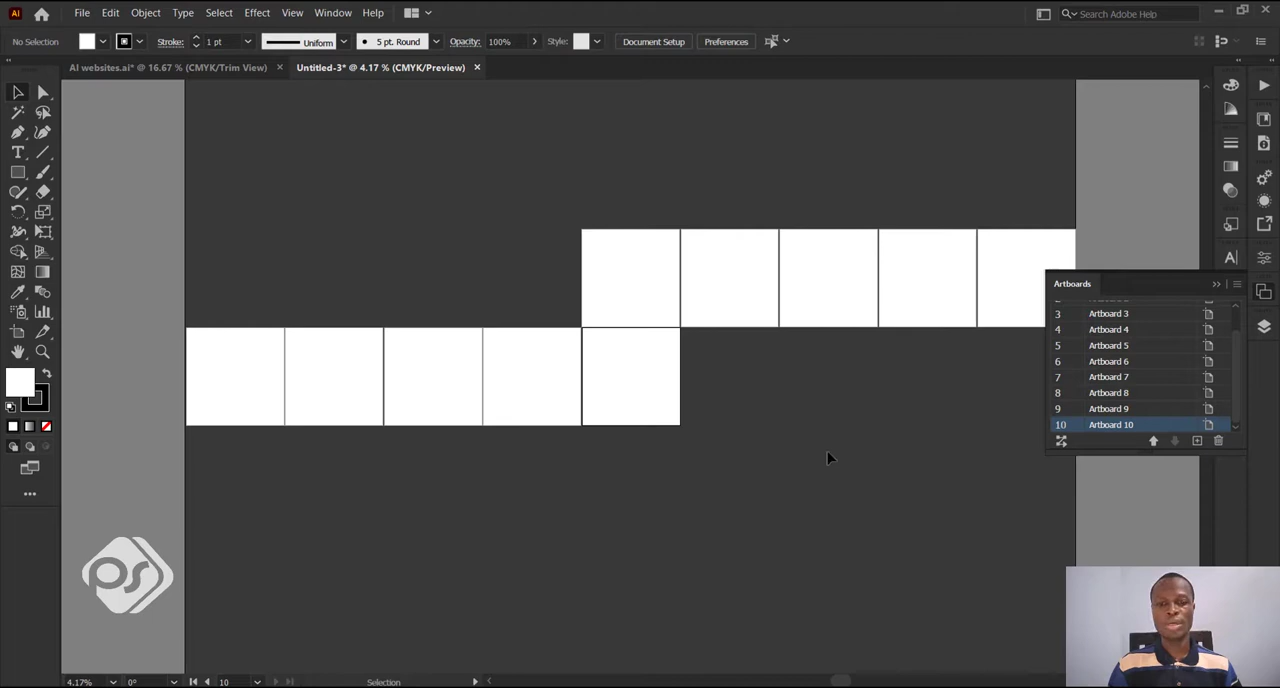 Ai File Edit Object Type Select Effect View Window Help Search Adobe Help
No Selection Stroke: 1 pt Uniform 5 pt. Round Opacity: 100% Style: Document Setup Preferences
AI websites.ai* @ 16.67 % (CMYK/Trim View) × Untitled-3* @ 4.17 % (CMYK/Preview) ×
Artboards
3 Artboard 3
4 Artboard 4
5 Artboard 5
6 Artboard 6
7 Artboard 7
8 Artboard 8
9 Artboard 9
10 Artboard 10
ps
4.17% 0° 10 Selection